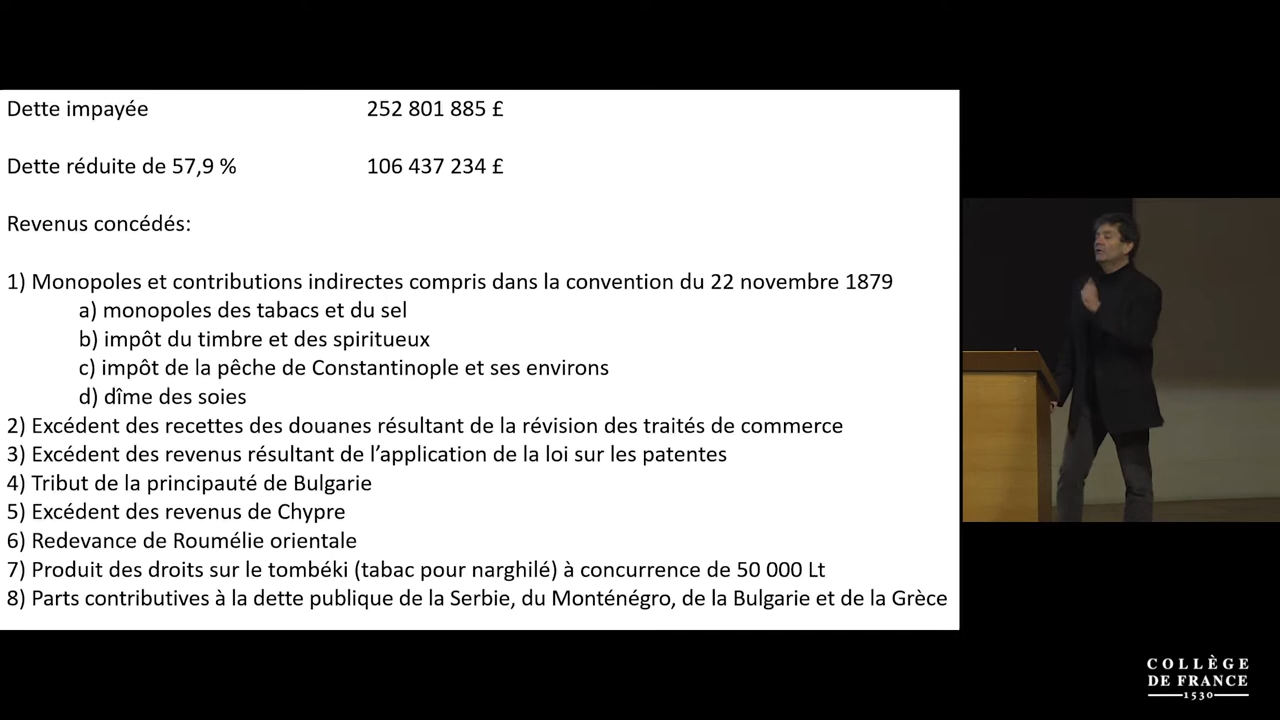 Dette impayée 252 801 885 £
Dette réduite de 57,9 % 106 437 234 £
Revenus concédés:
1) Monopoles et contributions indirectes compris dans la convention du 22 novembre 1879
a) monopoles des tabacs et du sel
b) impôt du timbre et des spiritueux
c) impôt de la pêche de Constantinople et ses environs
d) dîme des soies
2) Excédent des recettes des douanes résultant de la révision des traités de commerce
3) Excédent des revenus résultant de l’application de la loi sur les patentes
4) Tribut de la principauté de Bulgarie
5) Excédent des revenus de Chypre
6) Redevance de Roumélie orientale
7) Produit des droits sur le tombéki (tabac pour narghilé) à concurrence de 50 000 Lt
8) Parts contributives à la dette publique de la Serbie, du Monténégro, de la Bulgarie et de la Grèce
COLLÈGE
DE FRANCE
1530